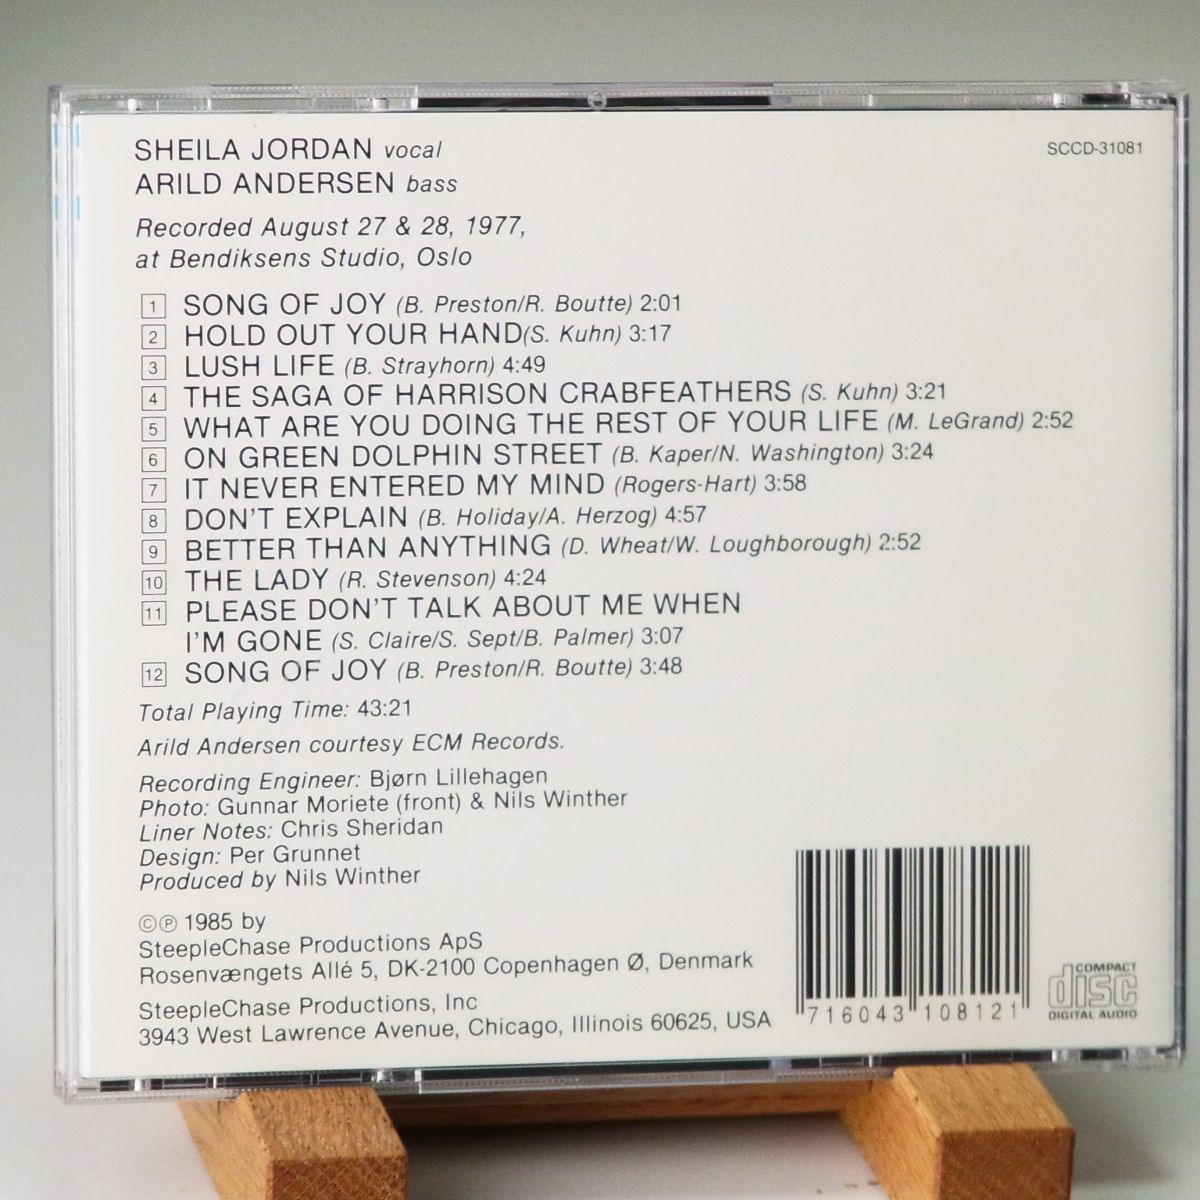 SHEILA JORDAN vocal
SCCD-31081
ARILD ANDERSEN bass
Recorded August 27 & 28, 1977,
at Bendiksens Studio, Oslo
1 SONG OF JOY (B. Preston/R. Boutte) 2:01
2 HOLD OUT YOUR HAND(S. Kuhn) 3:17
3 LUSH LIFE (B. Strayhorn) 4:49
4 THE SAGA OF HARRISON CRABFEATHERS (S. Kuhn) 3:21
5 WHAT ARE YOU DOING THE REST OF YOUR LIFE (M. LeGrand) 2:52
6 ON GREEN DOLPHIN STREET (B. Kaper/N. Washington) 3:24
7 IT NEVER ENTERED MY MIND (Rogers-Hart) 3:58
8 DON'T EXPLAIN (B. Holiday/A. Herzog) 4:57
9 BETTER THAN ANYTHING (D. Wheat/W. Loughborough) 2:52
10 THE LADY (R. Stevenson) 4:24
11 PLEASE DON'T TALK ABOUT ME WHEN
I'M GONE (S. Claire/S. Sept/B. Palmer) 3:07
12 SONG OF JOY (B. Preston/R. Boutte) 3:48
Total Playing Time: 43:21
Arild Andersen courtesy ECM Records.
Recording Engineer: Bjørn Lillehagen
Photo: Gunnar Moriete (front) & Nils Winther
Liner Notes: Chris Sheridan
Design: Per Grunnet
Produced by Nils Winther
©℗ 1985 by
SteepleChase Productions ApS
Rosenvængets Allé 5, DK-2100 Copenhagen Ø, Denmark
SteepleChase Productions, Inc
3943 West Lawrence Avenue, Chicago, Illinois 60625, USA
7 16043 10812 1
COMPACT
disc
DIGITAL AUDIO